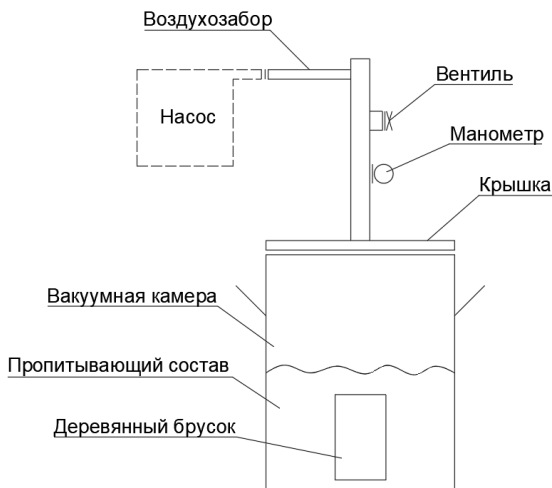 Воздухозабор
Вентиль
Насос
Манометр
Крышка
Вакуумная камера
Пропитывающий состав
Деревянный брусок